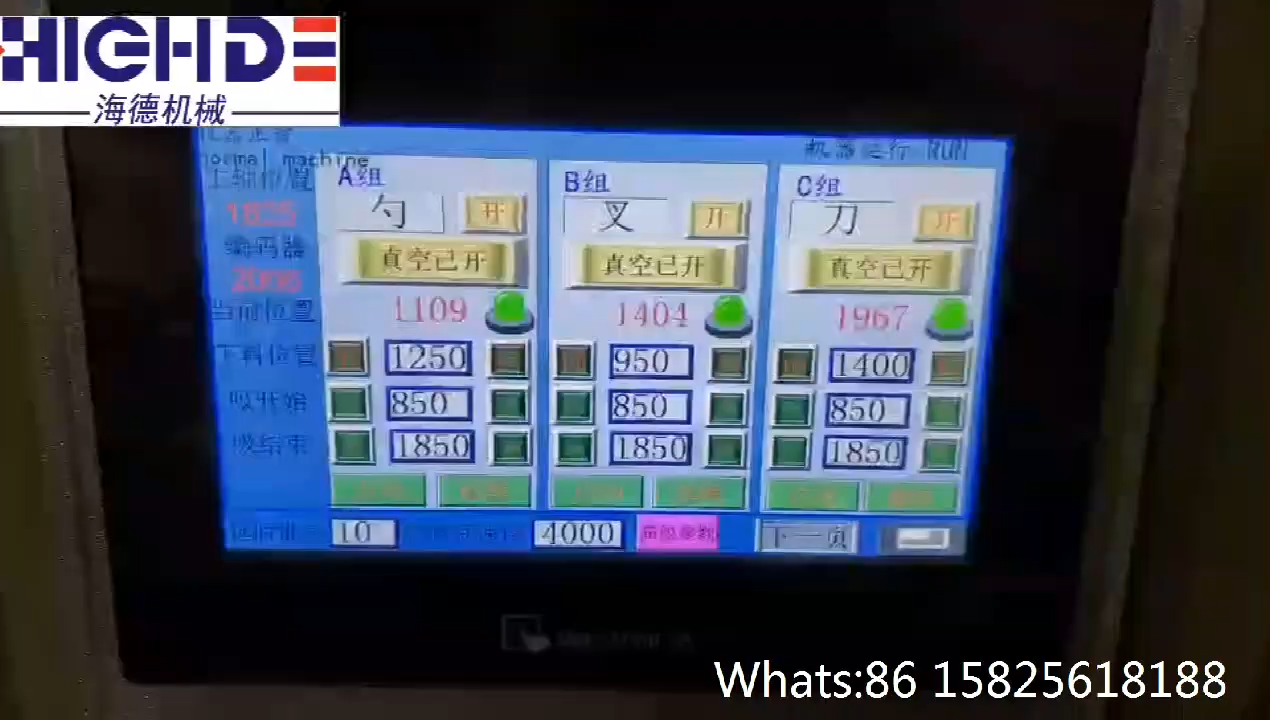 HIGHDE
海德机械
normal machine
机器运行:RUN
上轴位置
编码器
当前位置
下料位置
吸开始
吸结束
A组
勺 开
真空已开
1109
1250
850
1850
B组
叉 开
真空已开
1404
950
850
1850
C组
刀 开
真空已开
1967
1400
850
1850
10
4000
下一页
Whats:86 15825618188